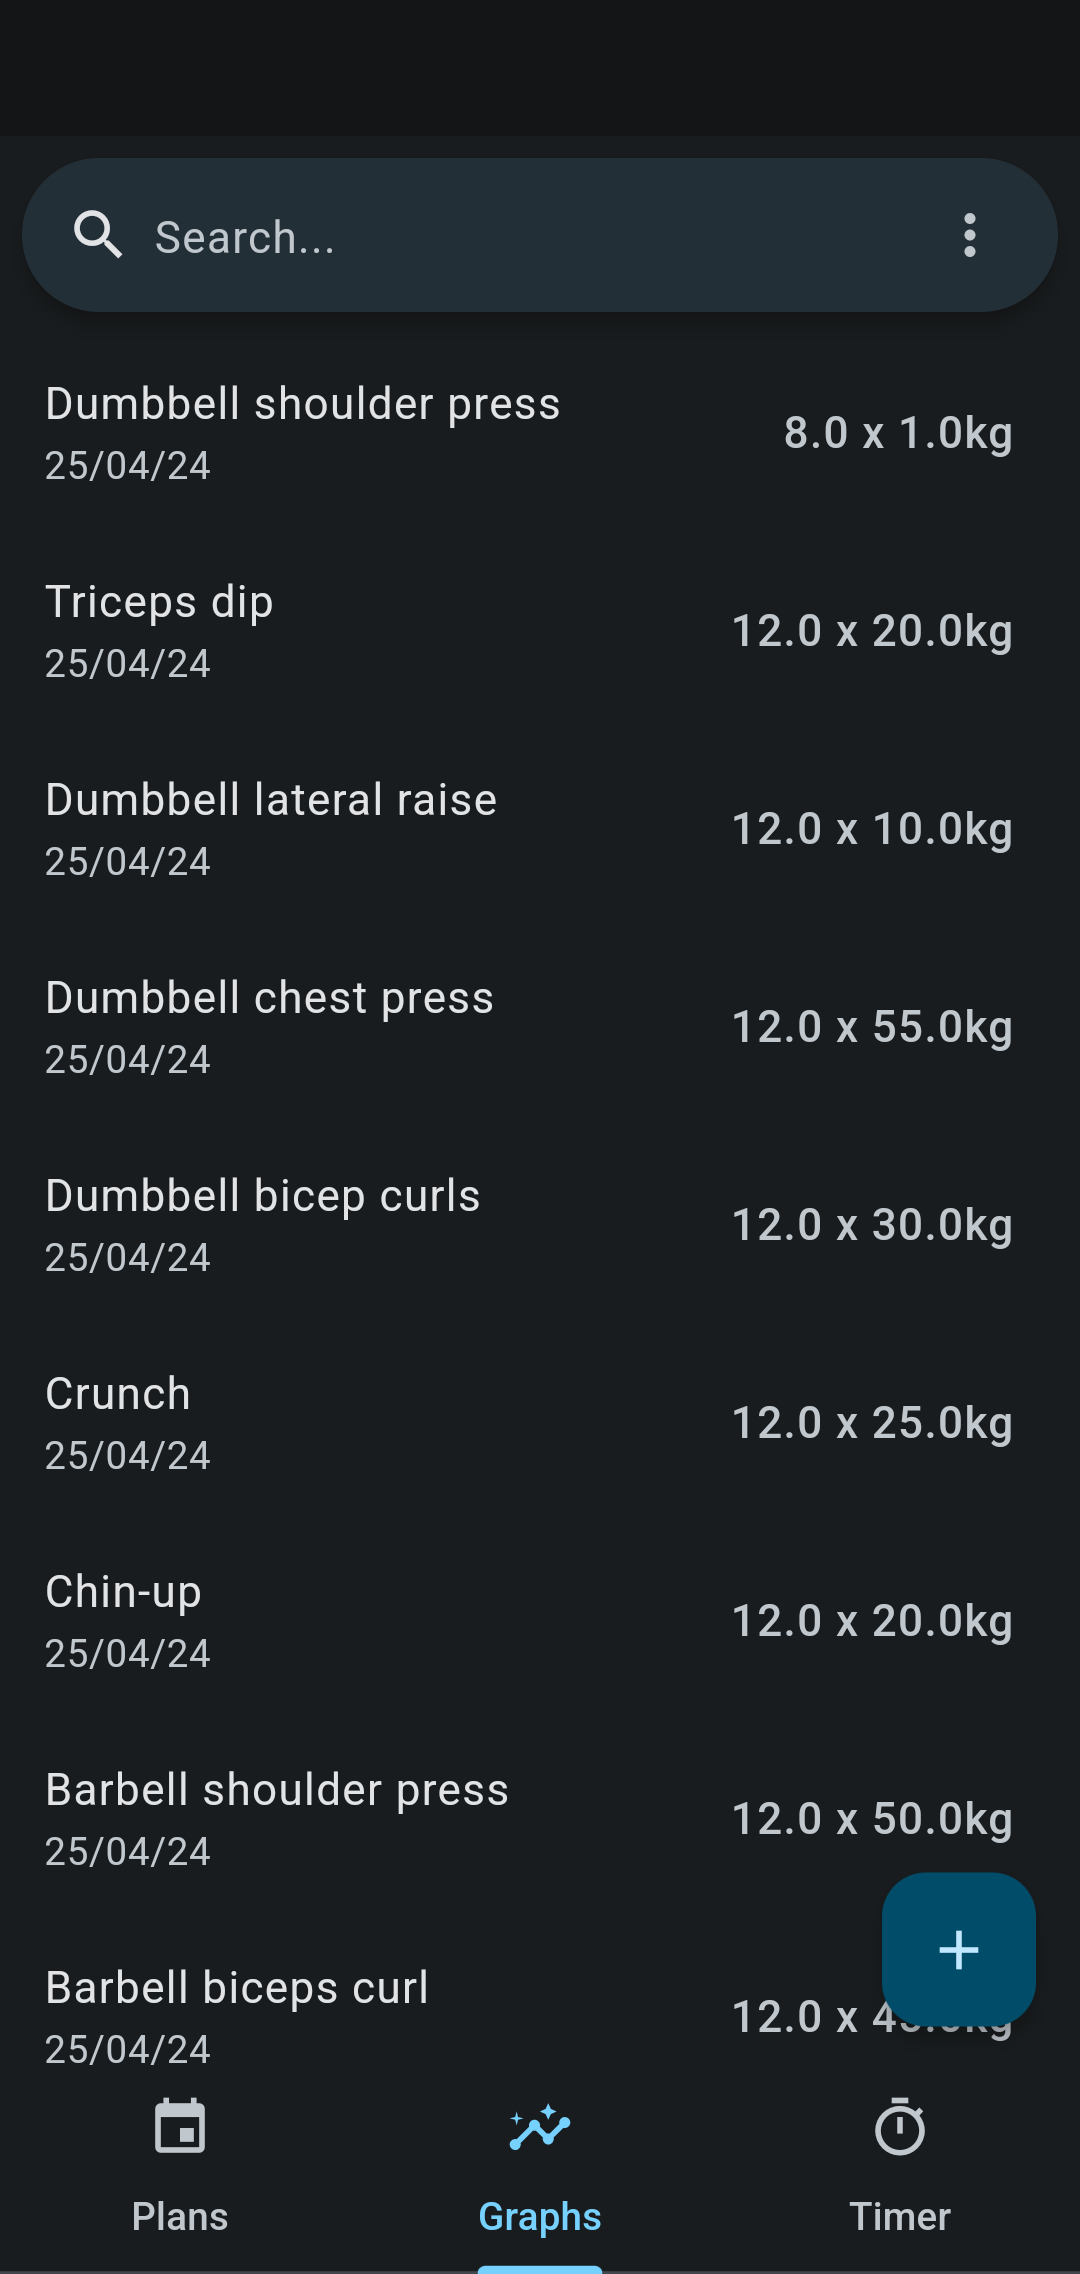 Search...
Dumbbell shoulder press
8.0 x 1.0kg
25/04/24
Triceps dip
12.0 x 20.0kg
25/04/24
Dumbbell lateral raise
12.0 x 10.0kg
25/04/24
Dumbbell chest press
12.0 x 55.0kg
25/04/24
Dumbbell bicep curls
12.0 x 30.0kg
25/04/24
Crunch
12.0 x 25.0kg
25/04/24
Chin-up
12.0 x 20.0kg
25/04/24
Barbell shoulder press
12.0 x 50.0kg
25/04/24
Barbell biceps curl
12.0 x
25/04/24
Plans
Graphs
Timer